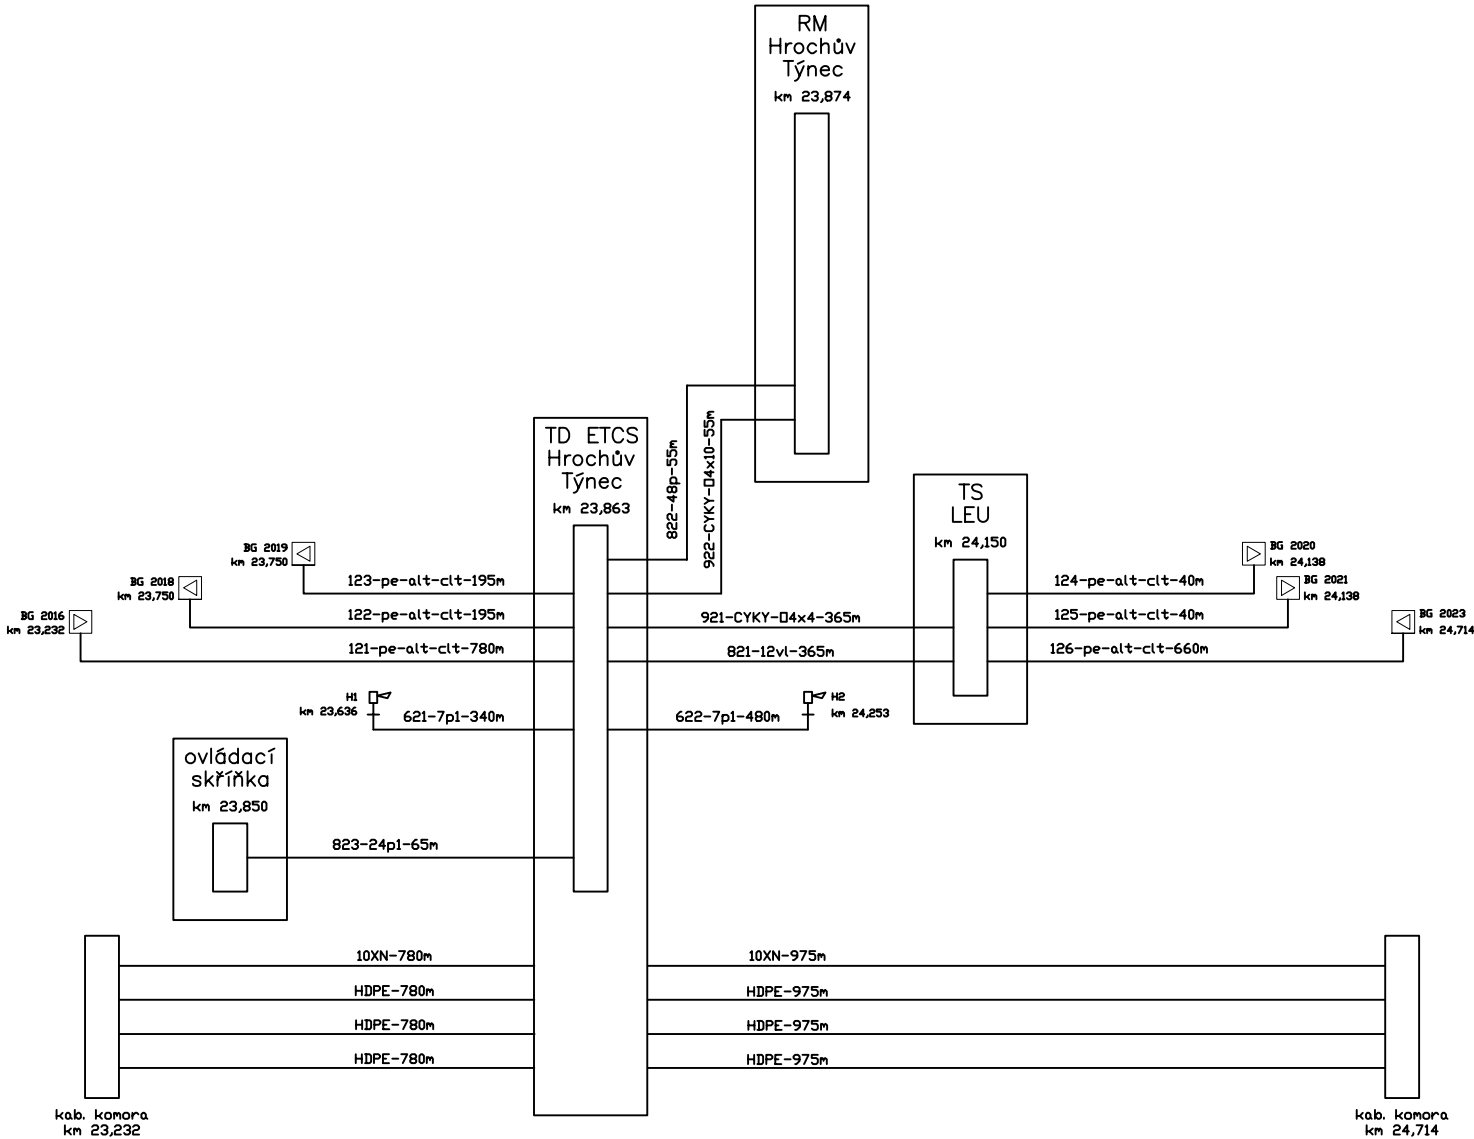 RM
Hrochův
Týnec
km 23,874
822-48p-55m
922-CYKY-O4x10-55m
TD ETCS
Hrochův
Týnec
km 23,863
TS
LEU
km 24,150
BG 2019
km 23,750
123-pe-alt-clt-195m
BG 2018
km 23,750
122-pe-alt-clt-195m
BG 2016
km 23,232
121-pe-alt-clt-780m
921-CYKY-O4x4-365m
821-12vl-365m
124-pe-alt-clt-40m
BG 2020
km 24,138
125-pe-alt-clt-40m
BG 2021
km 24,138
126-pe-alt-clt-660m
BG 2023
km 24,714
H1
km 23,636
621-7p1-340m
622-7p1-480m
H2
km 24,253
ovládací
skříňka
km 23,850
823-24p1-65m
10XN-780m
HDPE-780m
HDPE-780m
HDPE-780m
10XN-975m
HDPE-975m
HDPE-975m
HDPE-975m
kab. komora
km 23,232
kab. komora
km 24,714